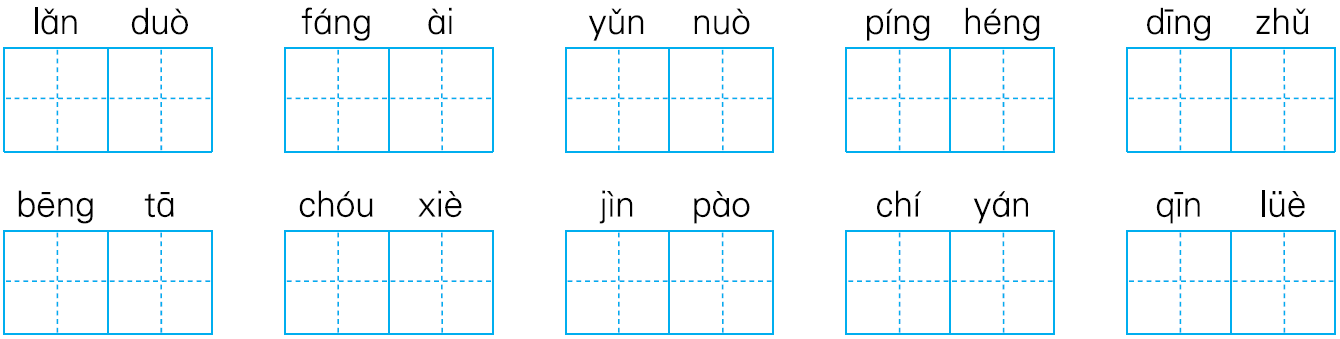 lǎn duò fáng ài yǔn nuò píng héng dīng zhǔ
bēng tā chóu xiè jìn pào chí yán qīn lüè